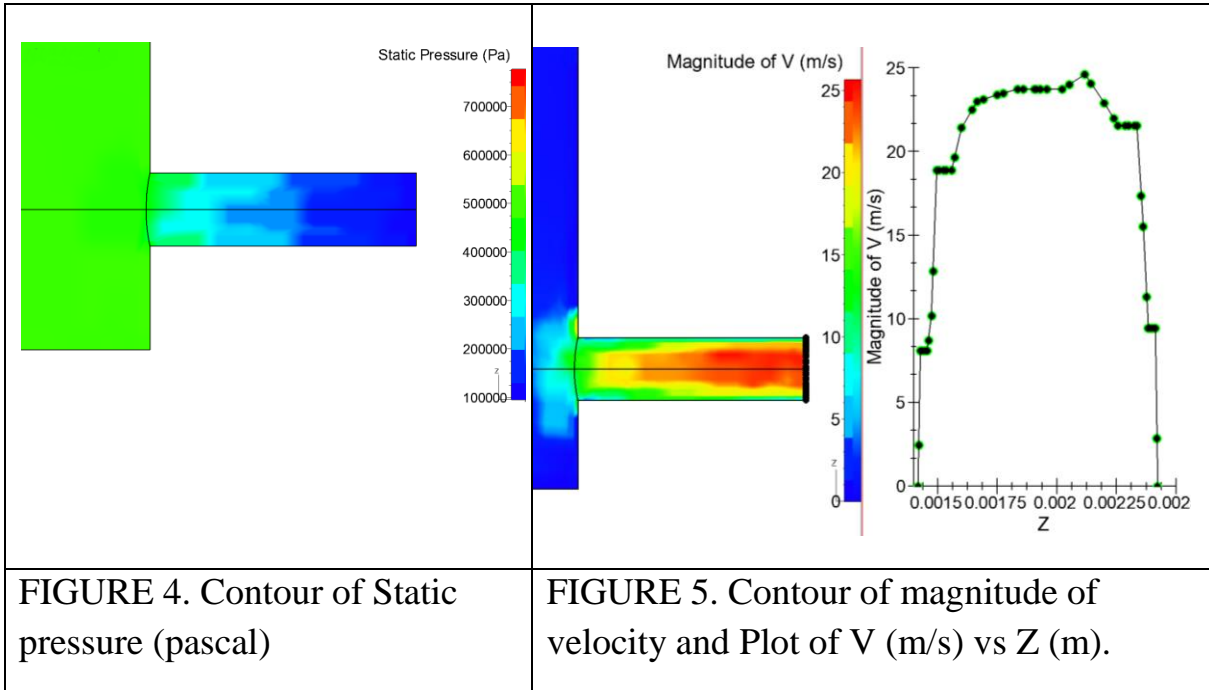 Static Pressure (Pa)
700000
600000
500000
400000
300000
200000
z
100000
Magnitude of V (m/s)
25
20
15
10
5
z
0
Magnitude of V (m/s)
25
20
15
10
5
0
0.0015 0.00175 0.002 0.00225 0.002
Z
FIGURE 4. Contour of Static
pressure (pascal)
FIGURE 5. Contour of magnitude of
velocity and Plot of V (m/s) vs Z (m).